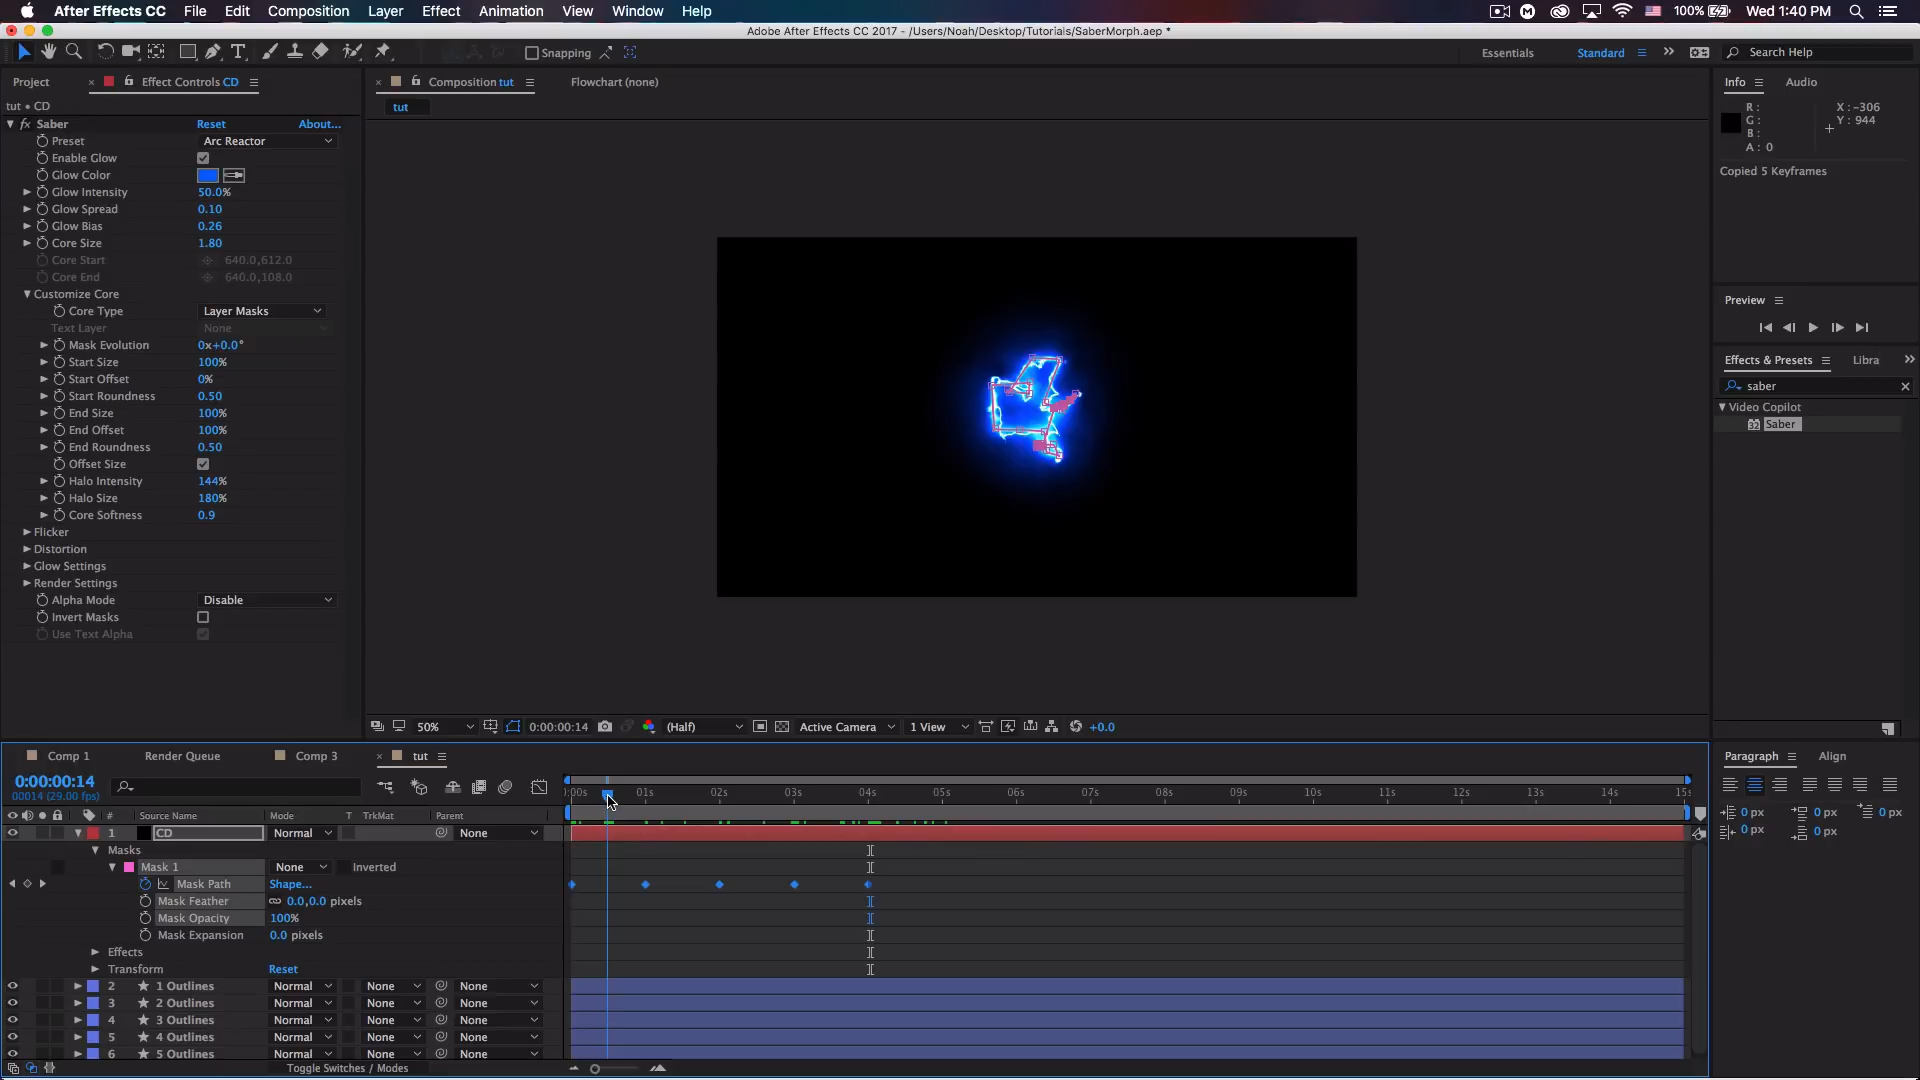 After Effects CC File Edit Composition Layer Effect Animation View Window Help 100% Wed 1:40 PM
Adobe After Effects CC 2017 - /Users/Noah/Desktop/Tutorials/SaberMorph.aep *
Snapping Essentials Standard Search Help
Project Effect Controls CD Composition tut Flowchart (none) Info Audio
tut • CD tut
fx Saber Reset About...
Preset Arc Reactor
Enable Glow
Glow Color
Glow Intensity 50.0%
Glow Spread 0.10
Glow Bias 0.26
Core Size 1.80
Core Start 640.0,612.0
Core End 640.0,108.0
Customize Core
Core Type Layer Masks
Text Layer None
Mask Evolution 0x+0.0°
Start Size 100%
Start Offset 0%
Start Roundness 0.50
End Size 100%
End Offset 100%
End Roundness 0.50
Offset Size
Halo Intensity 144%
Halo Size 180%
Core Softness 0.9
Flicker
Distortion
Glow Settings
Render Settings
Alpha Mode Disable
Invert Masks
Use Text Alpha
R :
G :
B :
A : 0
X : -306
Y : 944
Copied 5 Keyframes
Preview
Effects & Presets Libra
saber
Video Copilot
32 Saber
50% 0:00:00:14 (Half) Active Camera 1 View +0.0
Comp 1 Render Queue Comp 3 tut
0:00:00:14
00014 (29.00 fps)
:00s 01s 02s 03s 04s 05s 06s 07s 08s 09s 10s 11s 12s 13s 14s 15s
# Source Name Mode T TrkMat Parent
1 CD Normal None
Masks
Mask 1 None Inverted
Mask Path Shape...
Mask Feather 0.0,0.0 pixels
Mask Opacity 100%
Mask Expansion 0.0 pixels
Effects
Transform Reset
2 1 Outlines Normal None None
3 2 Outlines Normal None None
4 3 Outlines Normal None None
5 4 Outlines Normal None None
6 5 Outlines Normal None None
Toggle Switches / Modes
Paragraph Align
0 px 0 px 0 px
0 px 0 px